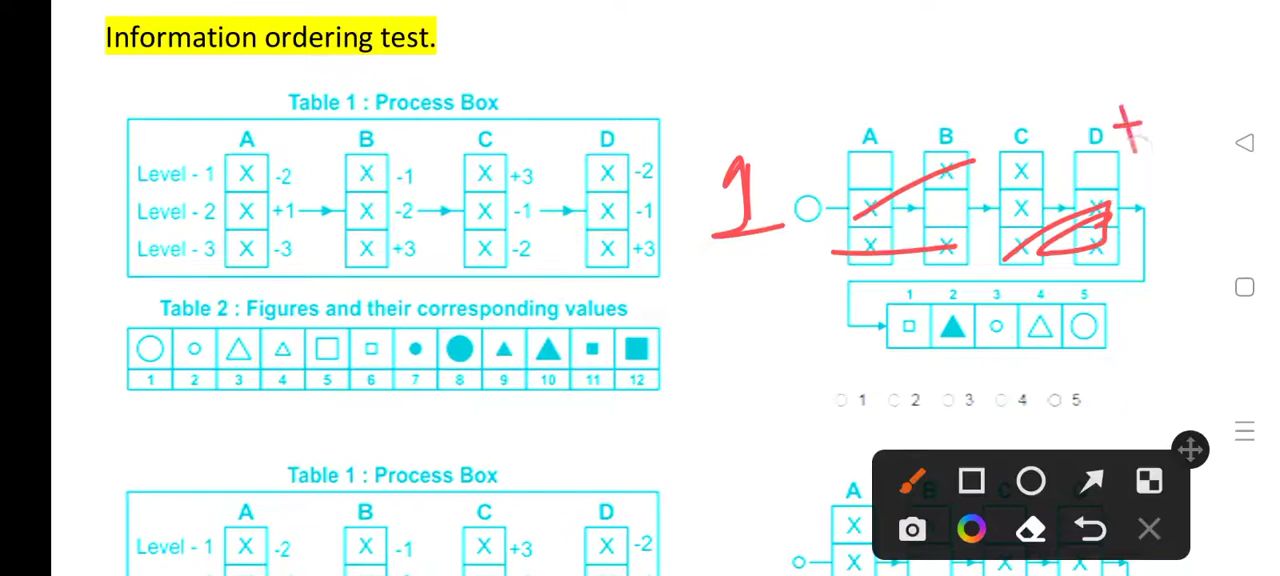 Information ordering test.
Table 1 : Process Box
A B C D
Level - 1 X -2 X -1 X +3 X -2
Level - 2 X +1 X -2 X -1 X -1
Level - 3 X -3 X +3 X -2 X +3
Table 2 : Figures and their corresponding values
1 2 3 4 5 6 7 8 9 10 11 12
1
A B C D +
X X
X X X
X X X X
1 2 3 4 5
1 2 3 4 5
Table 1 : Process Box
A B C D
Level - 1 X -2 X -1 X +3 X -2
A B C
X
X X X